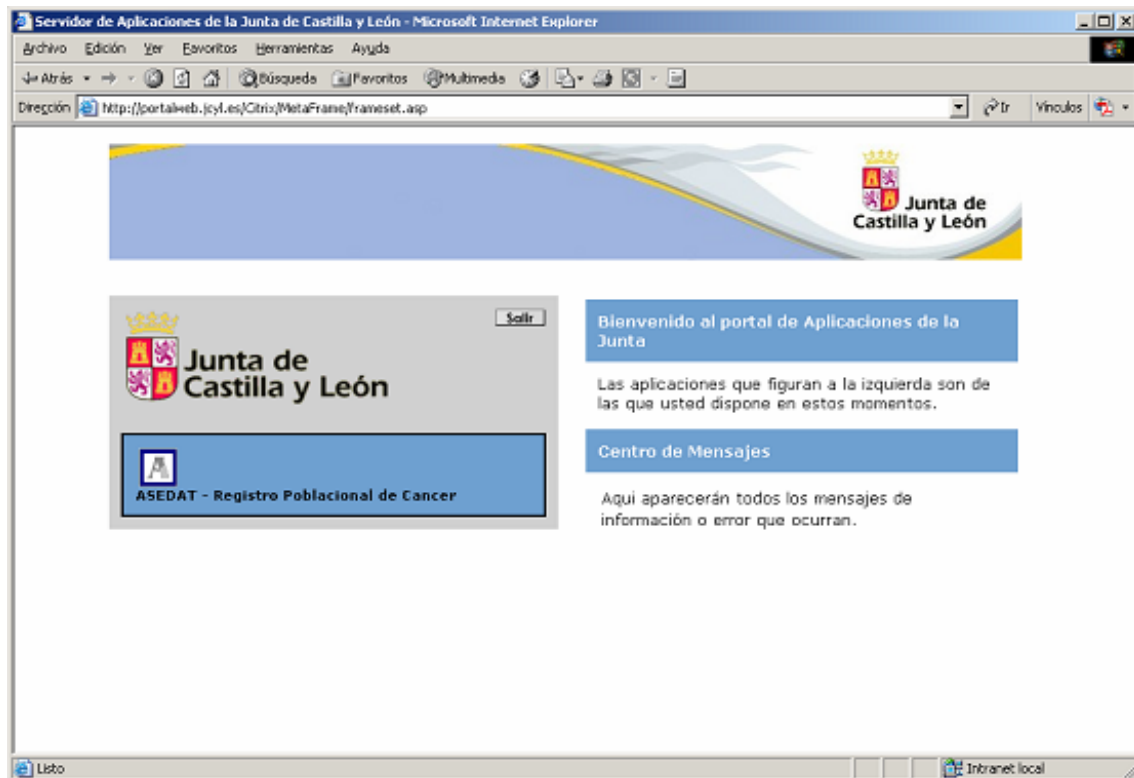 Servidor de Aplicaciones de la Junta de Castilla y León - Microsoft Internet Explorer
Archivo Edición Ver Favoritos Herramientas Ayuda
Atrás Búsqueda Favoritos Multimedia
Dirección http://portalweb.jcyl.es/Citrix/MetaFrame/frameset.asp Ir Vínculos
Junta de
Castilla y León
Salir
Junta de
Castilla y León
A
ASEDAT - Registro Poblacional de Cancer
Bienvenido al portal de Aplicaciones de la
Junta
Las aplicaciones que figuran a la izquierda son de
las que usted dispone en estos momentos.
Centro de Mensajes
Aqui aparecerán todos los mensajes de
información o error que ocurran.
Listo Intranet local